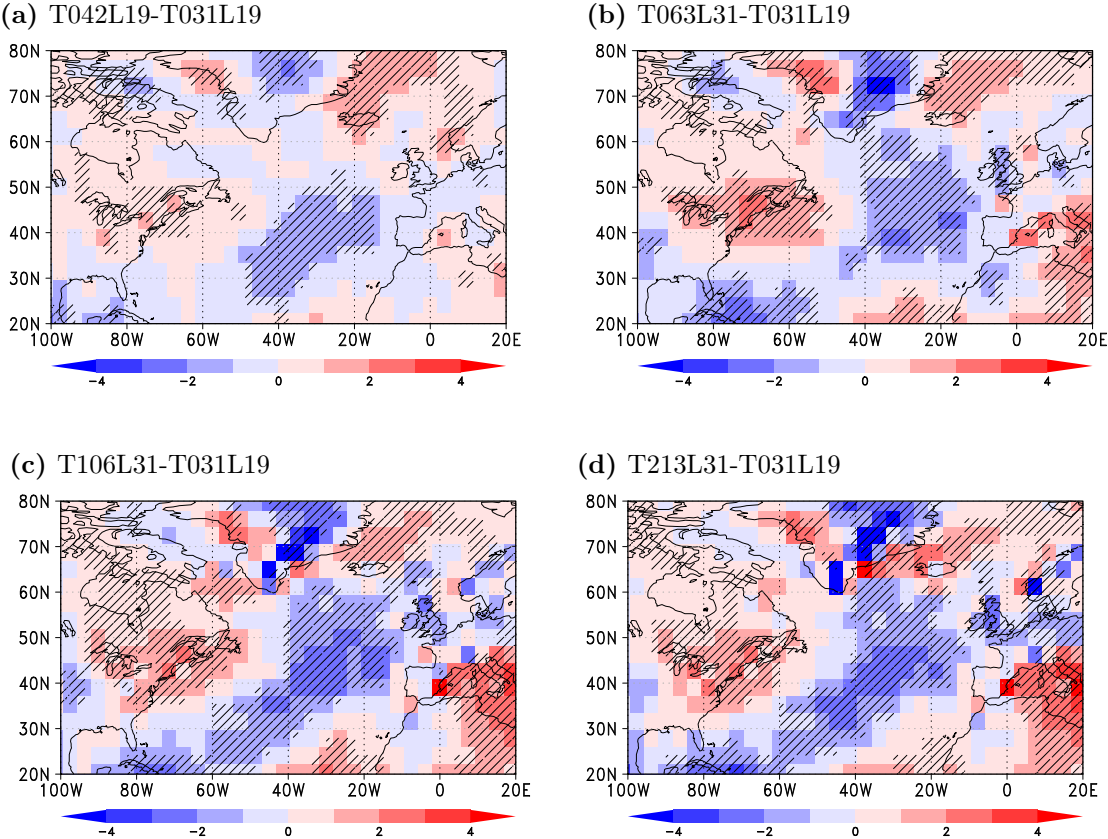 (a) T042L19-T031L19
(b) T063L31-T031L19
80N
70N
60N
50N
40N
30N
20N
100W 80W 60W 40W 20W 0 20E
-4 -2 0 2 4
80N
70N
60N
50N
40N
30N
20N
100W 80W 60W 40W 20W 0 20E
-4 -2 0 2 4
(c) T106L31-T031L19
(d) T213L31-T031L19
80N
70N
60N
50N
40N
30N
20N
100W 80W 60W 40W 20W 0 20E
-4 -2 0 2 4
80N
70N
60N
50N
40N
30N
20N
100W 80W 60W 40W 20W 0 20E
-4 -2 0 2 4